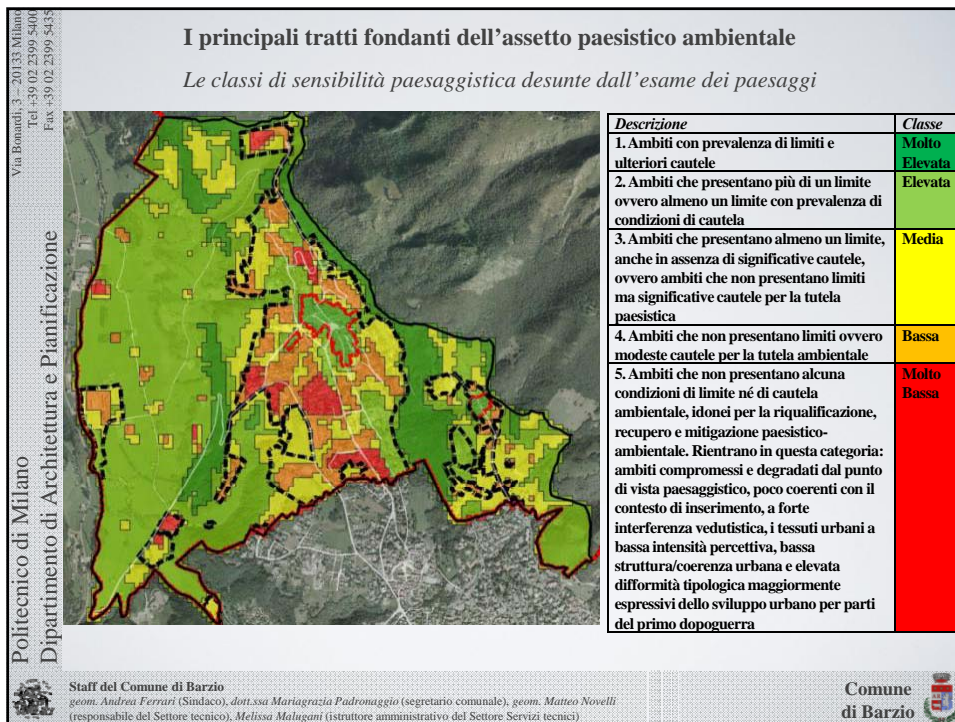 Via Bonardi, 3 – 20133 Milano
Tel +39 02 2399 5400
Fax +39 02 2399 5435
Politecnico di Milano
Dipartimento di Architettura e Pianificazione
I principali tratti fondanti dell'assetto paesistico ambientale
Le classi di sensibilità paesaggistica desunte dall'esame dei paesaggi
Descrizione Classe
1. Ambiti con prevalenza di limiti e Molto
ulteriori cautele Elevata
2. Ambiti che presentano più di un limite Elevata
ovvero almeno un limite con prevalenza di
condizioni di cautela
3. Ambiti che presentano almeno un limite, Media
anche in assenza di significative cautele,
ovvero ambiti che non presentano limiti
ma significative cautele per la tutela
paesistica
4. Ambiti che non presentano limiti ovvero Bassa
modeste cautele per la tutela ambientale
5. Ambiti che non presentano alcuna Molto
condizioni di limite né di cautela Bassa
ambientale, idonei per la riqualificazione,
recupero e mitigazione paesistico-
ambientale. Rientrano in questa categoria:
ambiti compromessi e degradati dal punto
di vista paesaggistico, poco coerenti con il
contesto di inserimento, a forte
interferenza vedutistica, i tessuti urbani a
bassa intensità percettiva, bassa
struttura/coerenza urbana e elevata
difformità tipologica maggiormente
espressivi dello sviluppo urbano per parti
del primo dopoguerra
Staff del Comune di Barzio
geom. Andrea Ferrari (Sindaco), dott.ssa Mariagrazia Padronaggio (segretario comunale), geom. Matteo Novelli
(responsabile del Settore tecnico), Melissa Malugani (istruttore amministrativo del Settore Servizi tecnici)
Comune
di Barzio